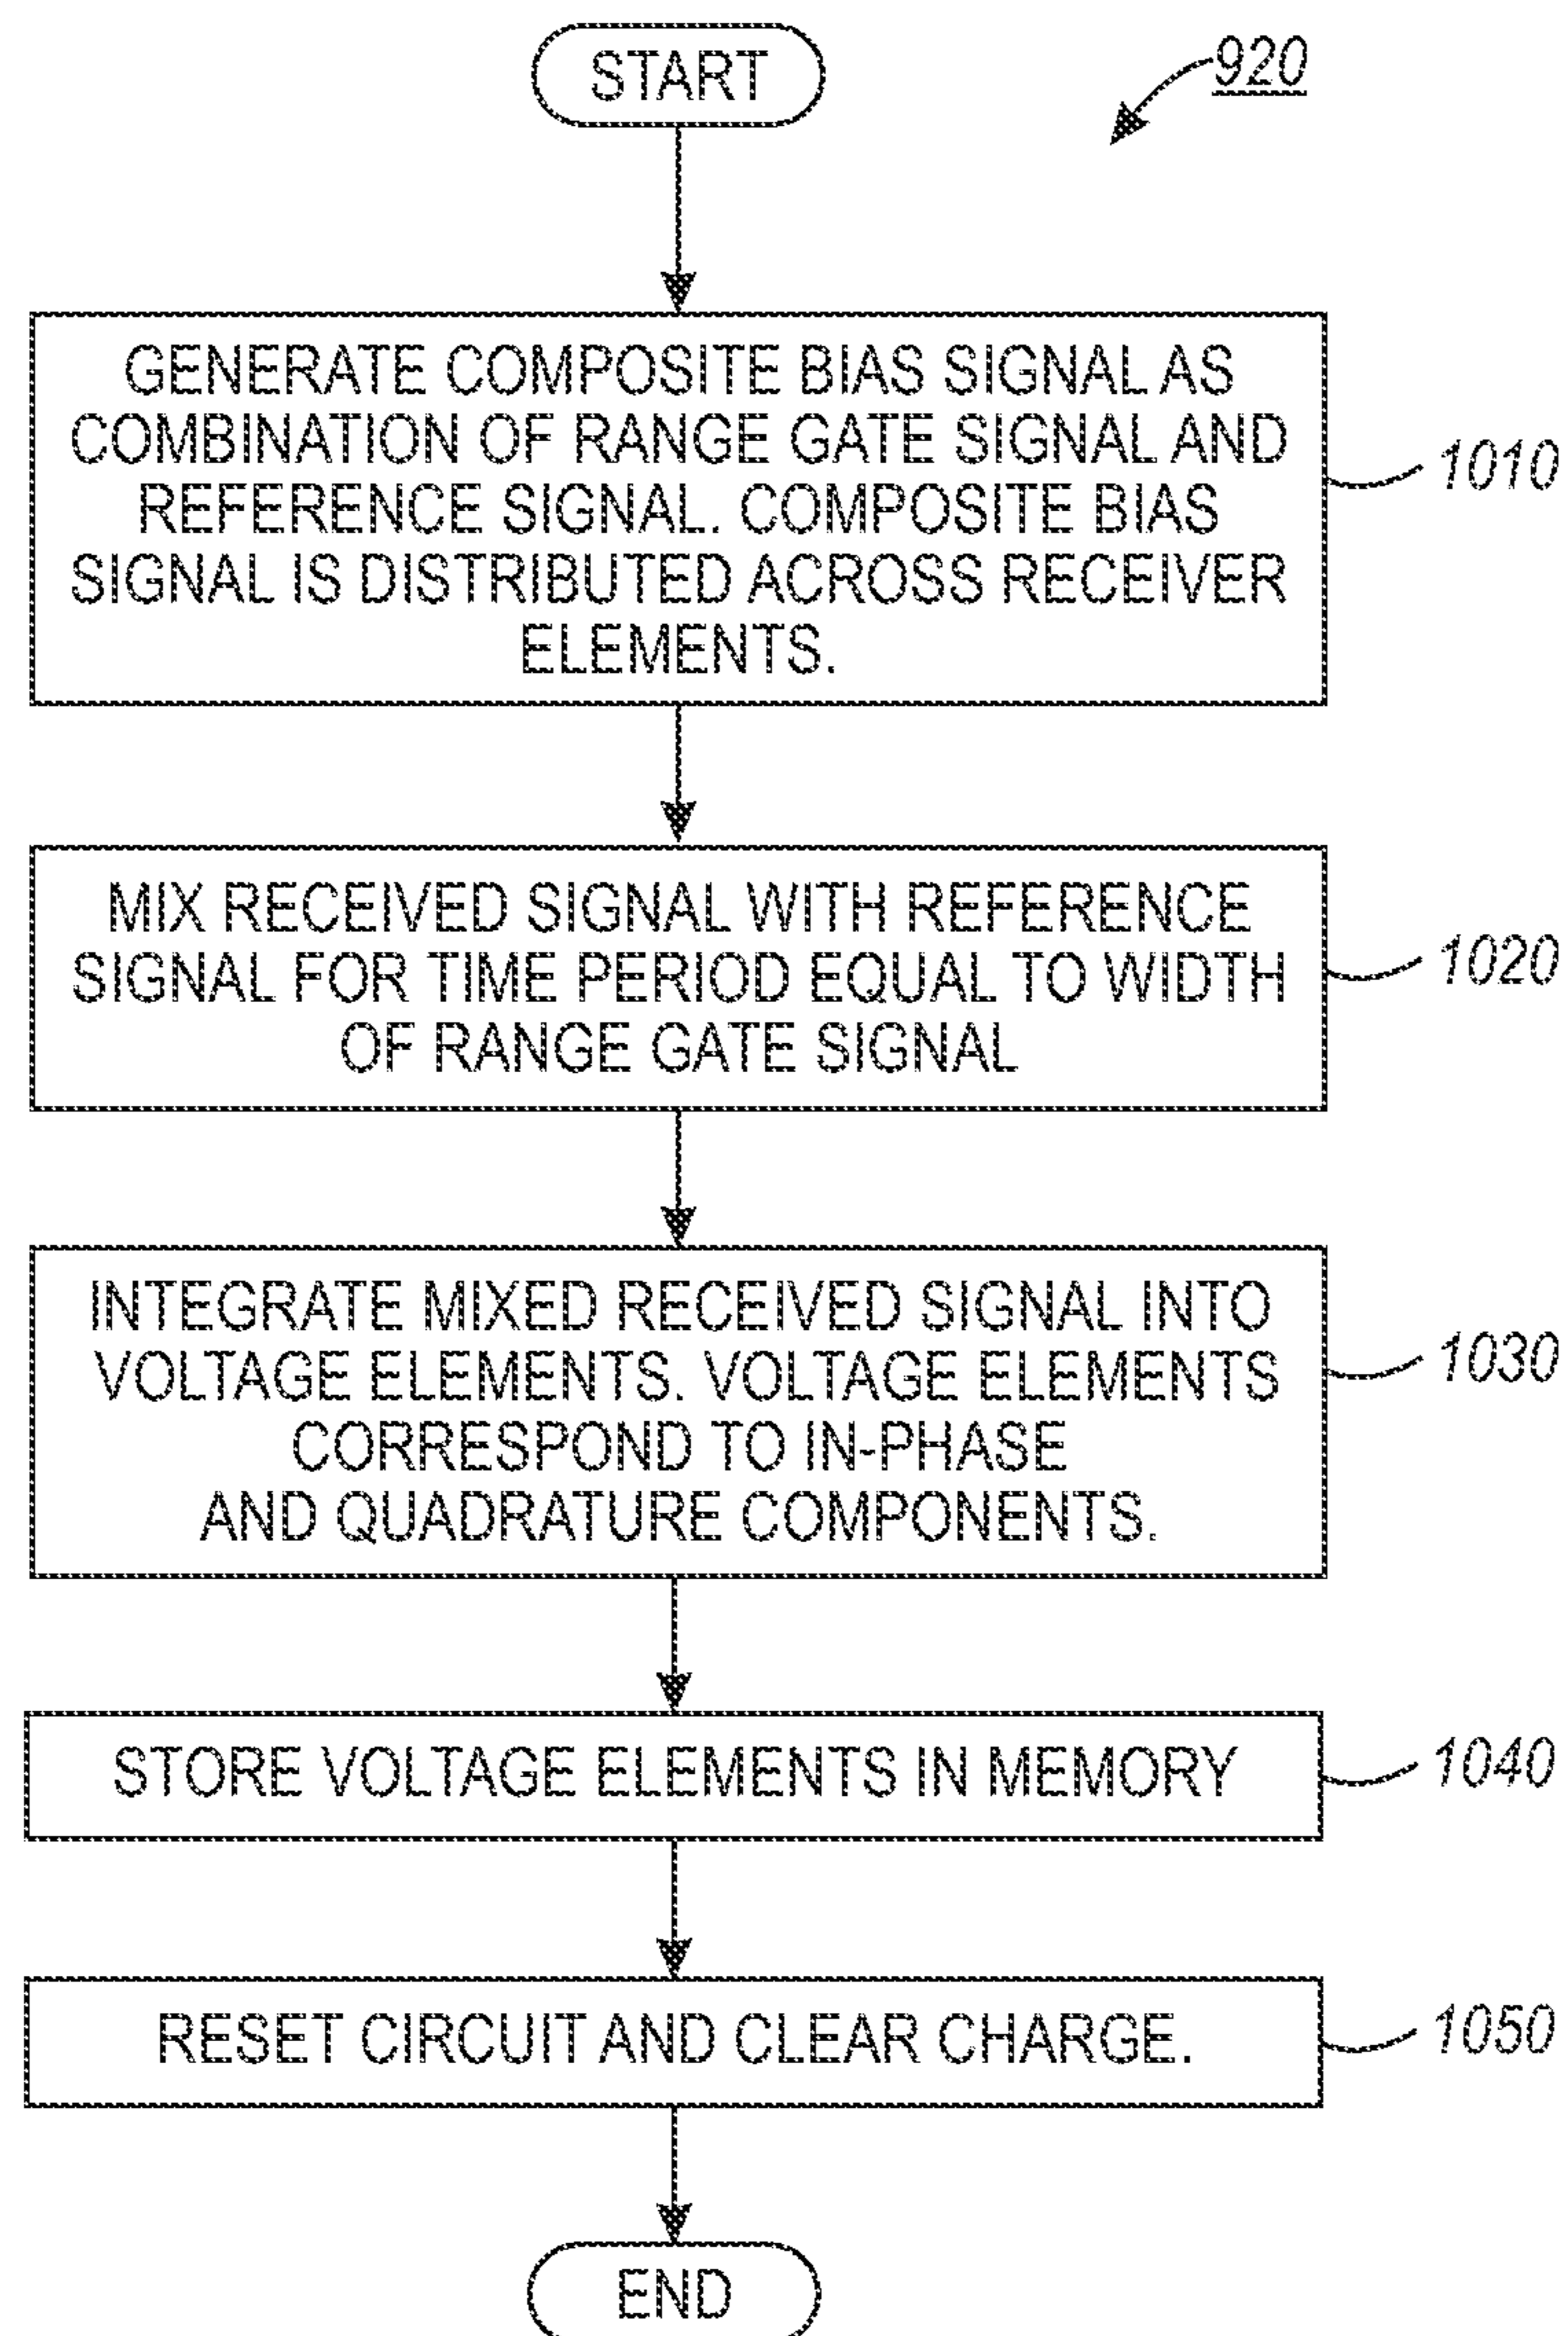 START
920
GENERATE COMPOSITE BIAS SIGNAL AS
COMBINATION OF RANGE GATE SIGNAL AND
REFERENCE SIGNAL. COMPOSITE BIAS
SIGNAL IS DISTRIBUTED ACROSS RECEIVER
ELEMENTS.
1010
MIX RECEIVED SIGNAL WITH REFERENCE
SIGNAL FOR TIME PERIOD EQUAL TO WIDTH
OF RANGE GATE SIGNAL
1020
INTEGRATE MIXED RECEIVED SIGNAL INTO
VOLTAGE ELEMENTS. VOLTAGE ELEMENTS
CORRESPOND TO IN-PHASE
AND QUADRATURE COMPONENTS.
1030
STORE VOLTAGE ELEMENTS IN MEMORY
1040
RESET CIRCUIT AND CLEAR CHARGE.
1050
END